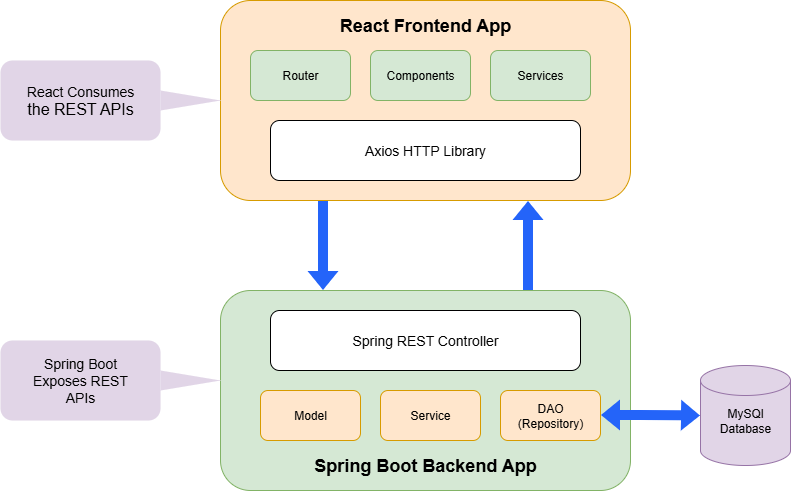 React Frontend App
Router
Components
Services
React Consumes
the REST APIs
Axios HTTP Library
Spring REST Controller
Spring Boot
Exposes REST
APIs
Model
Service
DAO
(Repository)
MySQl
Database
Spring Boot Backend App